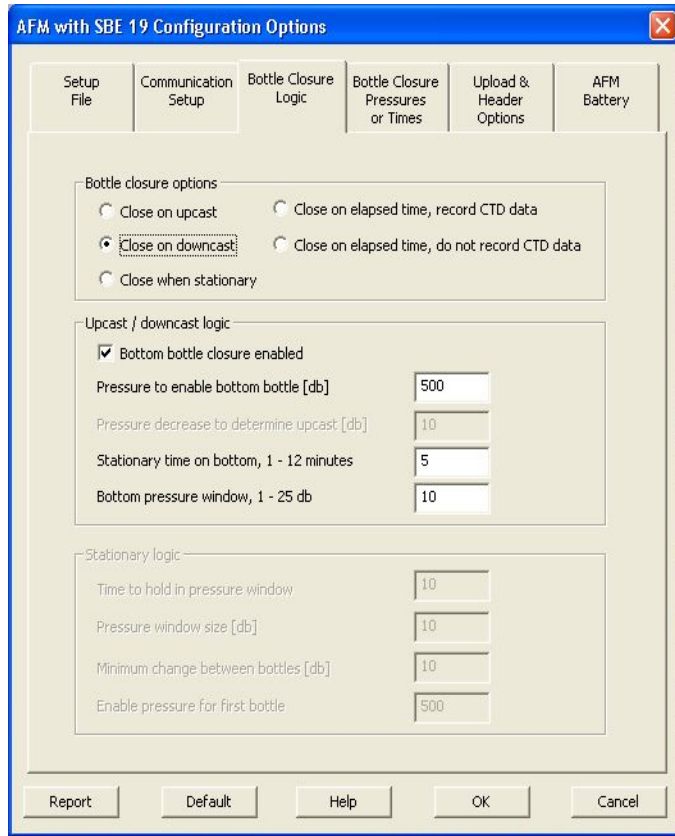 AFM with SBE 19 Configuration Options
Setup
File
Communication
Setup
Bottle Closure
Logic
Bottle Closure
Pressures
or Times
Upload &
Header
Options
AFM
Battery
Bottle closure options
Close on upcast
Close on elapsed time, record CTD data
Close on downcast
Close on elapsed time, do not record CTD data
Close when stationary
Upcast / downcast logic
Bottom bottle closure enabled
Pressure to enable bottom bottle [db] 500
Pressure decrease to determine upcast [db] 10
Stationary time on bottom, 1 - 12 minutes 5
Bottom pressure window, 1 - 25 db 10
Stationary logic
Time to hold in pressure window 10
Pressure window size [db] 10
Minimum change between bottles [db] 10
Enable pressure for first bottle 500
Report Default Help OK Cancel